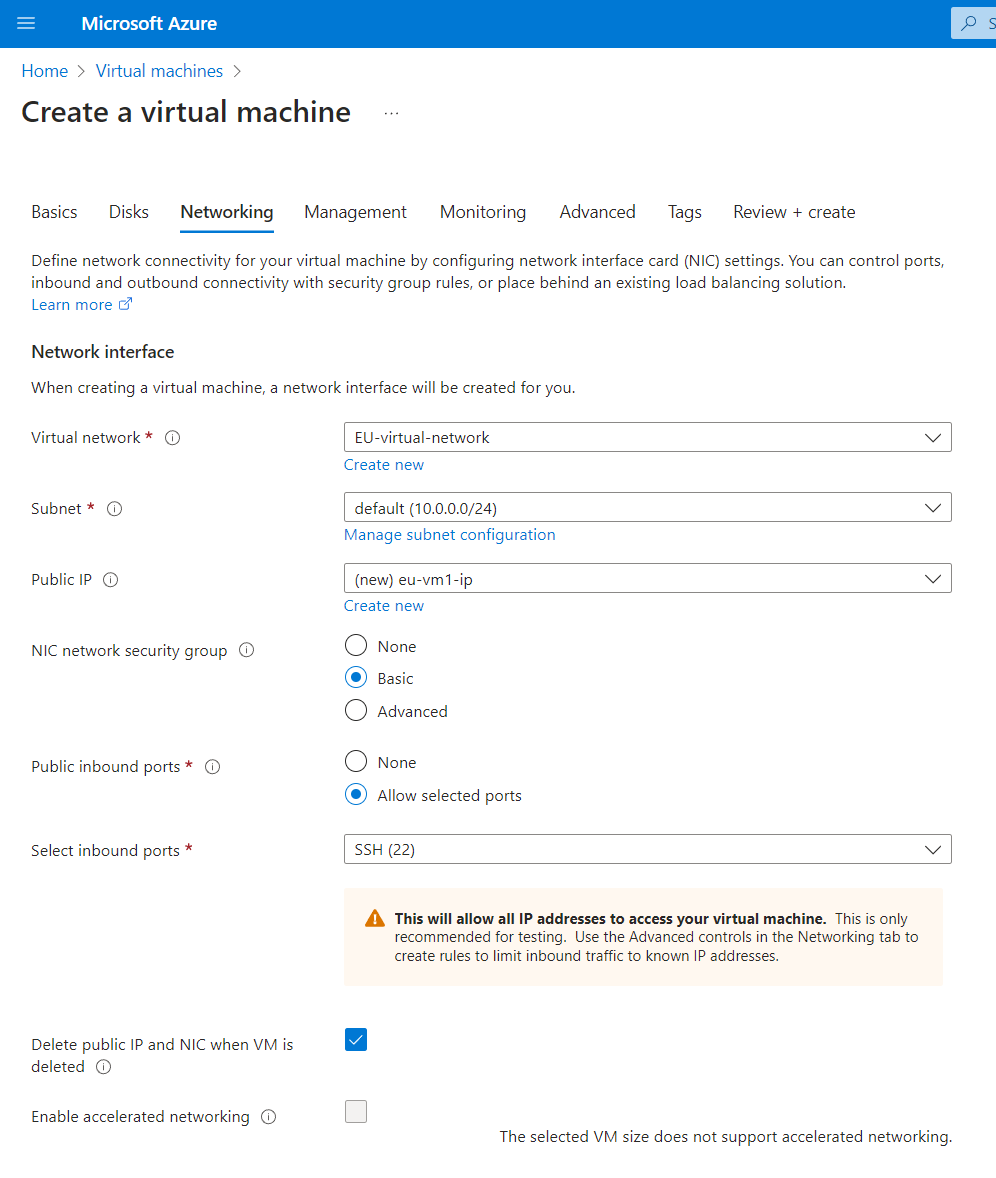 Microsoft Azure
Home > Virtual machines >
Create a virtual machine ...
Basics Disks Networking Management Monitoring Advanced Tags Review + create
Define network connectivity for your virtual machine by configuring network interface card (NIC) settings. You can control ports,
inbound and outbound connectivity with security group rules, or place behind an existing load balancing solution.
Learn more
Network interface
When creating a virtual machine, a network interface will be created for you.
Virtual network * EU-virtual-network
Create new
Subnet * default (10.0.0.0/24)
Manage subnet configuration
Public IP (new) eu-vm1-ip
Create new
NIC network security group None
Basic
Advanced
Public inbound ports * None
Allow selected ports
Select inbound ports * SSH (22)
This will allow all IP addresses to access your virtual machine. This is only
recommended for testing. Use the Advanced controls in the Networking tab to
create rules to limit inbound traffic to known IP addresses.
Delete public IP and NIC when VM is
deleted
Enable accelerated networking
The selected VM size does not support accelerated networking.